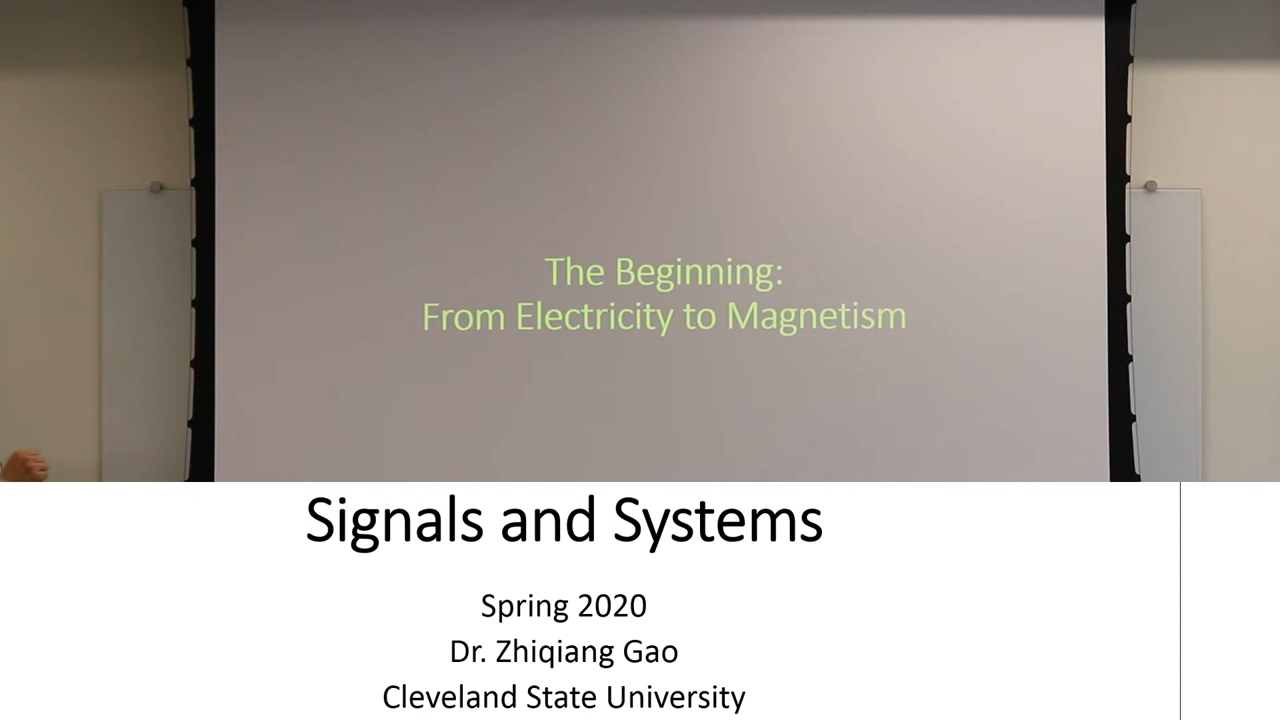 The Beginning:
From Electricity to Magnetism
Signals and Systems
Spring 2020
Dr. Zhiqiang Gao
Cleveland State University